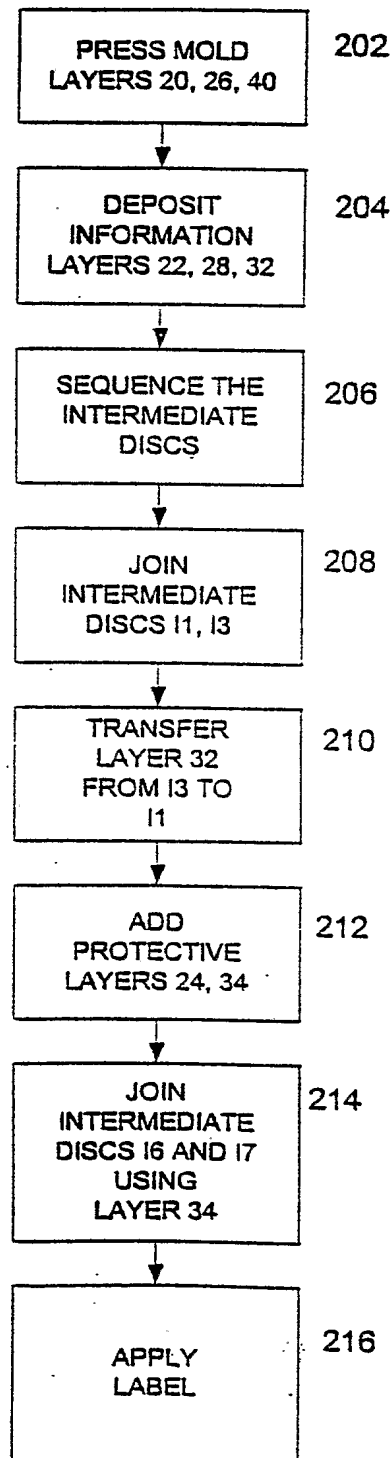 PRESS MOLD
LAYERS 20, 26, 40
202
DEPOSIT
INFORMATION
LAYERS 22, 28, 32
204
SEQUENCE THE
INTERMEDIATE
DISCS
206
JOIN
INTERMEDIATE
DISCS I1, I3
208
TRANSFER
LAYER 32
FROM I3 TO
I1
210
ADD
PROTECTIVE
LAYERS 24, 34
212
JOIN
INTERMEDIATE
DISCS I6 AND I7
USING
LAYER 34
214
APPLY
LABEL
216